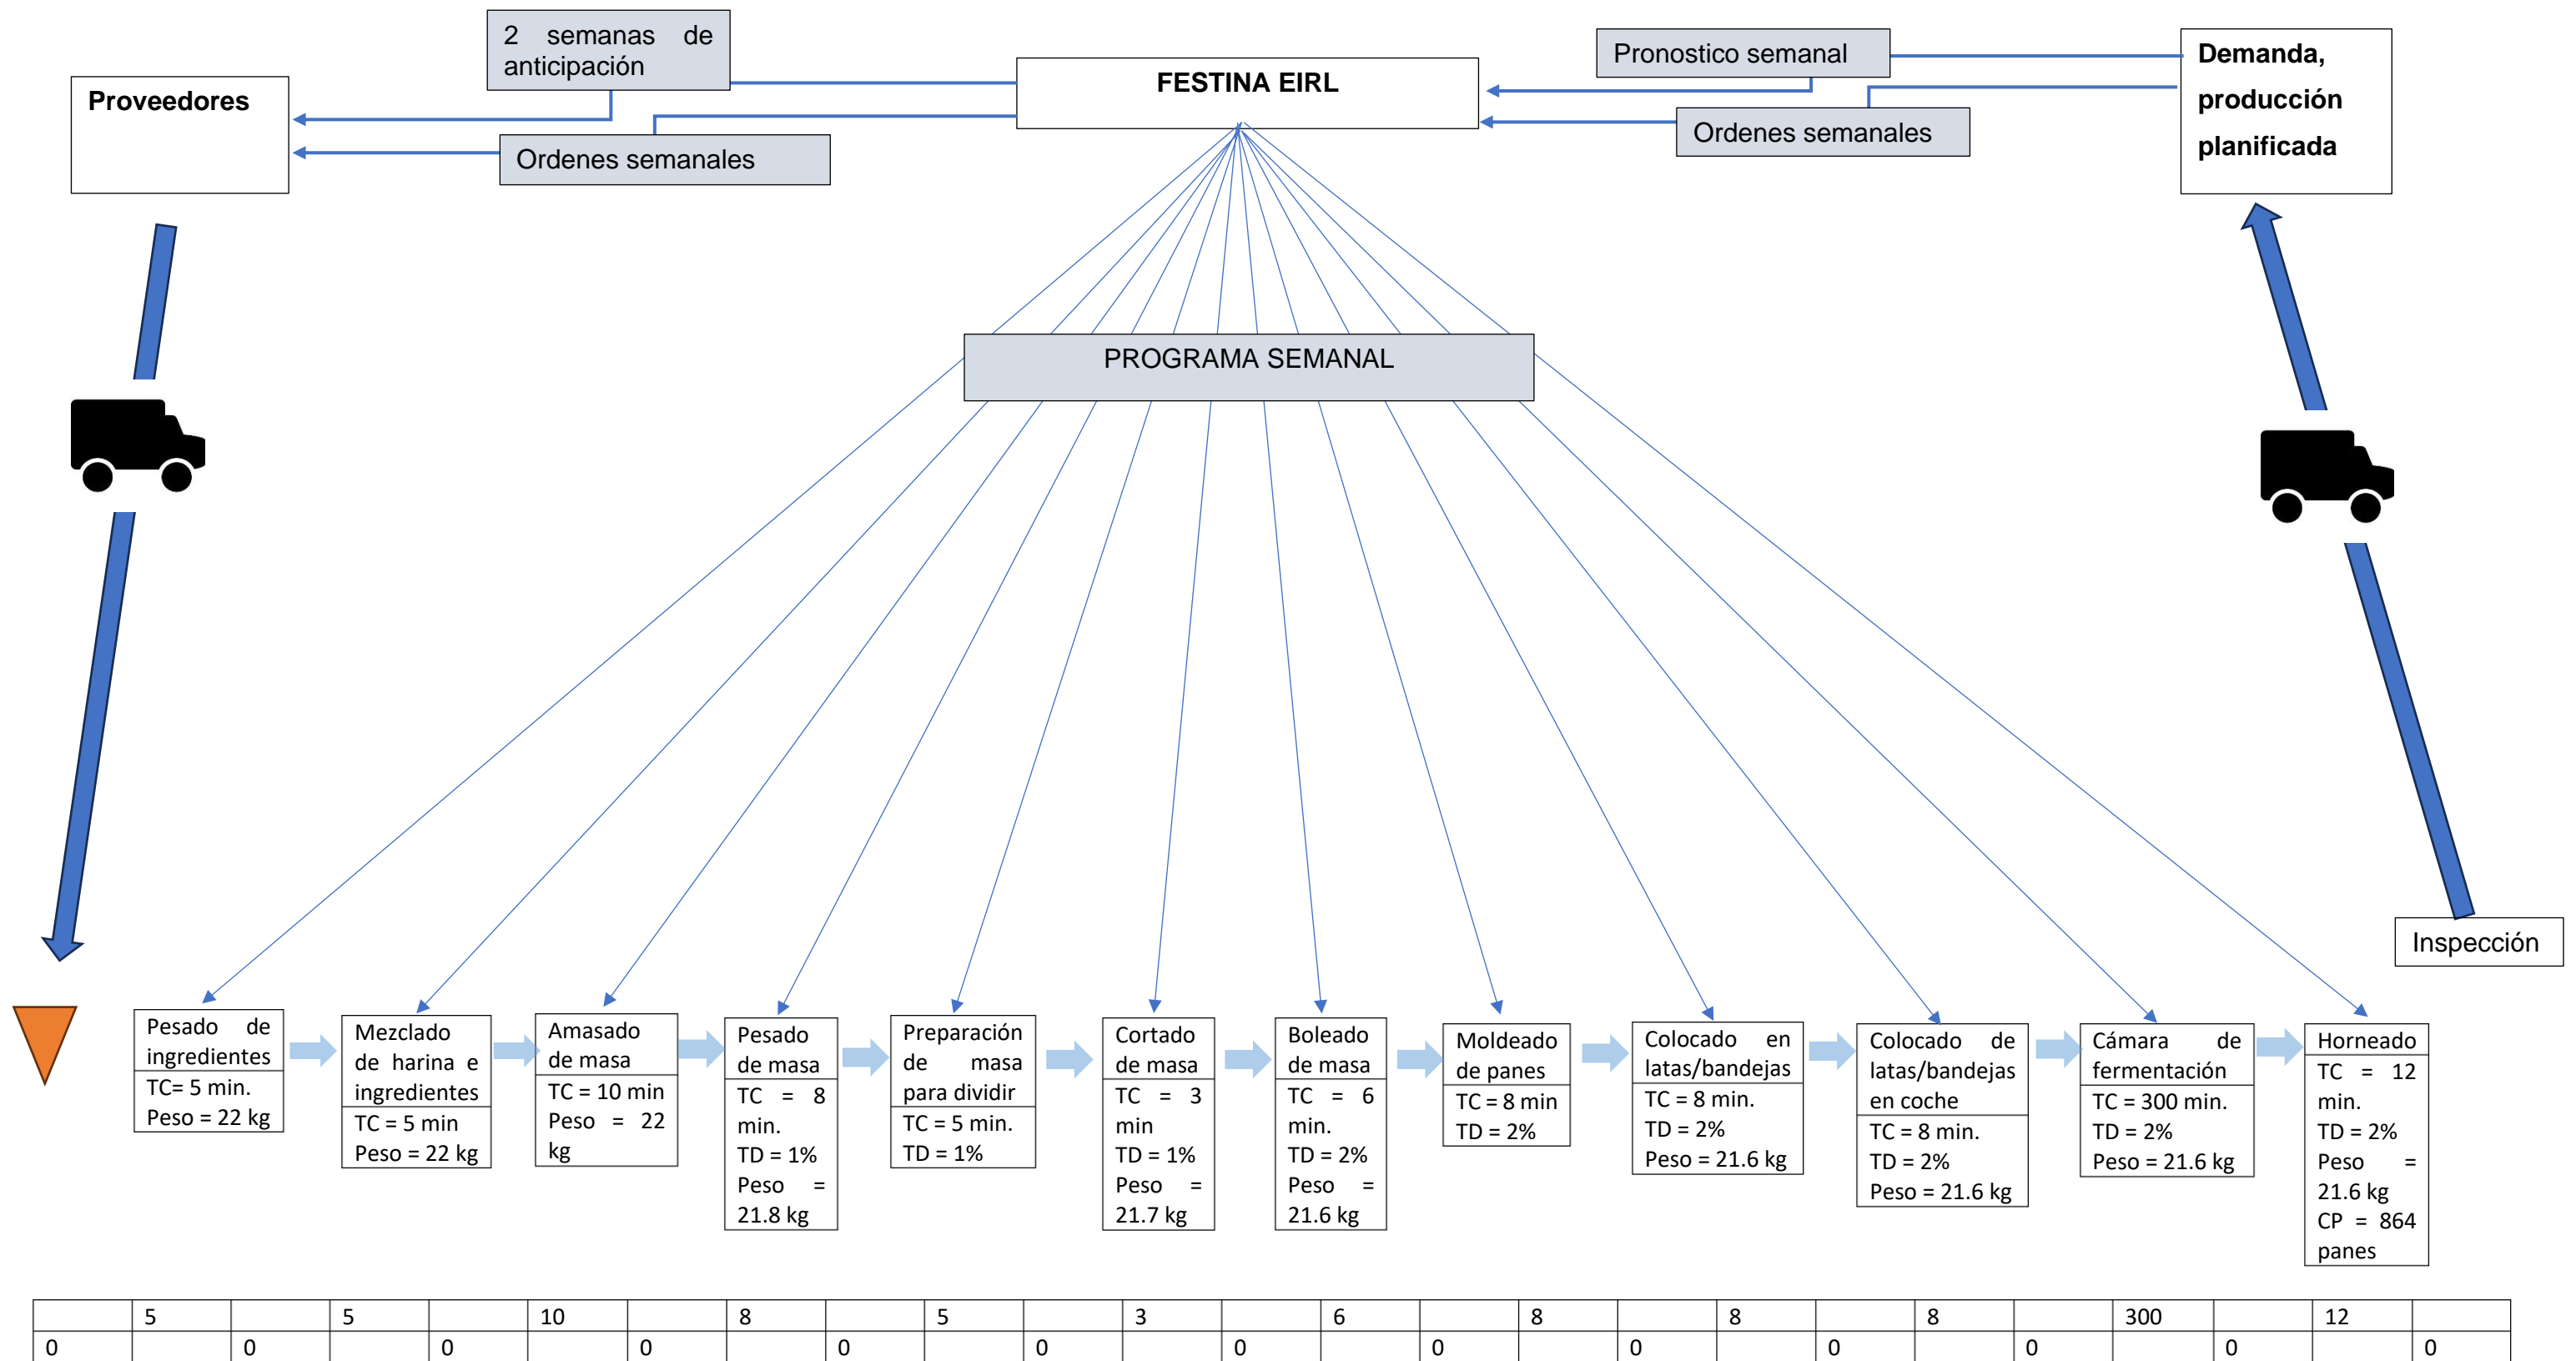 2 semanas de
anticipación
Pronostico semanal
Demanda,
producción
planificada
FESTINA EIRL
Proveedores
Ordenes semanales
Ordenes semanales
PROGRAMA SEMANAL
Inspección
Pesado de
ingredientes
TC= 5 min.
Peso = 22 kg
Mezclado
de harina e
ingredientes
TC = 5 min
Peso = 22 kg
Amasado
de masa
TC = 10 min
Peso = 22
kg
Pesado
de masa
TC = 8
min.
TD = 1%
Peso =
21.8 kg
Preparación
de masa
para dividir
TC = 5 min.
TD = 1%
Cortado
de masa
TC = 3
min
TD = 1%
Peso =
21.7 kg
Boleado
de masa
TC = 6
min.
TD = 2%
Peso =
21.6 kg
Moldeado
de panes
TC = 8 min
TD = 2%
Colocado en
latas/bandejas
TC = 8 min.
TD = 2%
Peso = 21.6 kg
Colocado de
latas/bandejas
en coche
TC = 8 min.
TD = 2%
Peso = 21.6 kg
Cámara de
fermentación
TC = 300 min.
TD = 2%
Peso = 21.6 kg
Horneado
TC = 12
min.
TD = 2%
Peso =
21.6 kg
CP = 864
panes
5 5 10 8 5 3 6 8 8 8 300 12
0 0 0 0 0 0 0 0 0 0 0 0 0